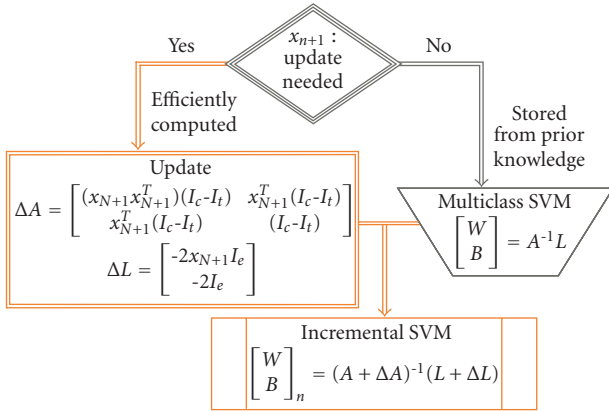 x_{n+1} :
update
needed
Yes
No
Efficiently
computed
Stored
from prior
knowledge
Update
ΔA = [ (x_{N+1}x_{N+1}^T)(I_c-I_t)  x_{N+1}^T(I_c-I_t)
x_{N+1}^T(I_c-I_t)  (I_c-I_t) ]
ΔL = [ -2x_{N+1}I_e
-2I_e ]
Multiclass SVM
[ W
B ] = A^{-1}L
Incremental SVM
[ W
B ]_n = (A + ΔA)^{-1}(L + ΔL)